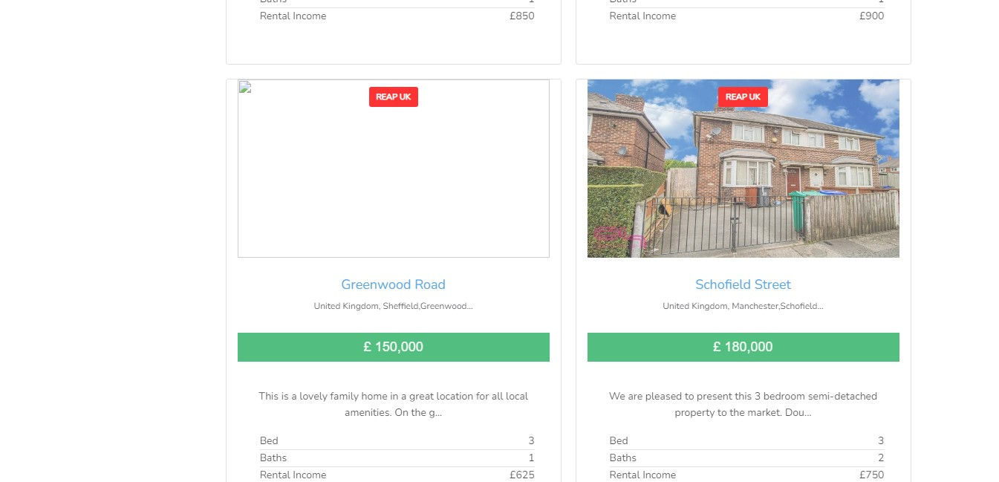 Baths 1
Rental Income £850
Baths 1
Rental Income £900
REAP UK
Greenwood Road
United Kingdom, Sheffield,Greenwood...
£ 150,000
This is a lovely family home in a great location for all local
amenities. On the g...
Bed 3
Baths 1
Rental Income £625
REAP UK
Schofield Street
United Kingdom, Manchester,Schofield...
£ 180,000
We are pleased to present this 3 bedroom semi-detached
property to the market. Dou...
Bed 3
Baths 2
Rental Income £750